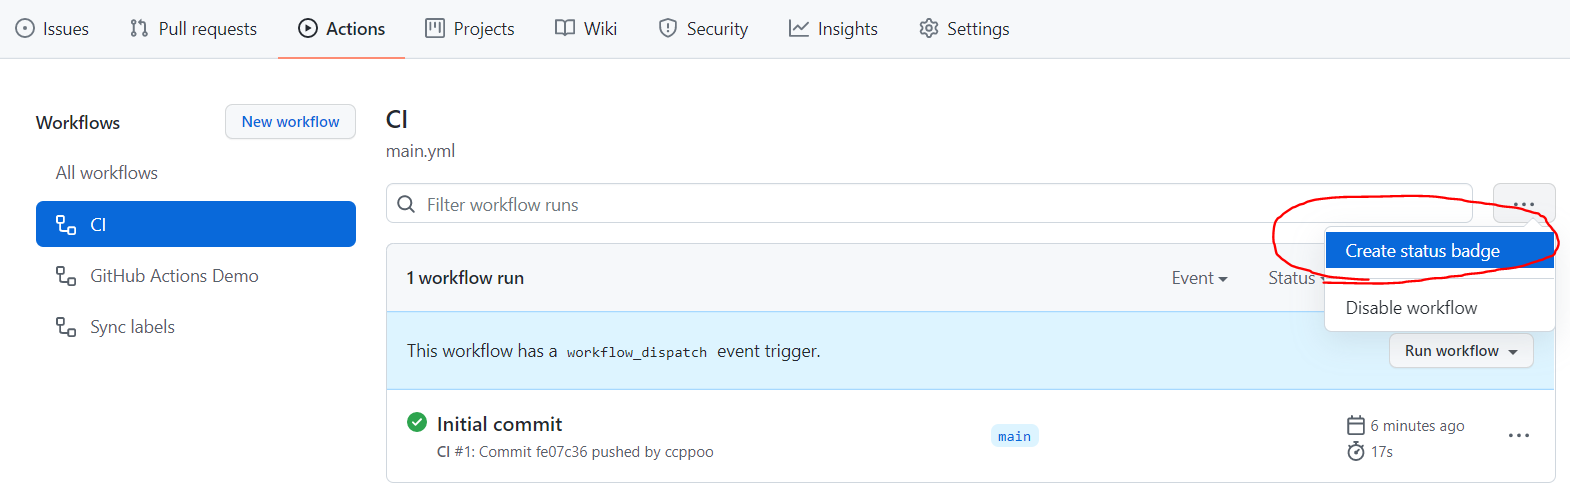 Issues Pull requests Actions Projects Wiki Security Insights Settings
Workflows New workflow
All workflows
CI
GitHub Actions Demo
Sync labels
CI
main.yml
Filter workflow runs
Create status badge
Disable workflow
1 workflow run Event Status
This workflow has a workflow_dispatch event trigger. Run workflow
Initial commit main 6 minutes ago
CI #1: Commit fe07c36 pushed by ccppoo 17s